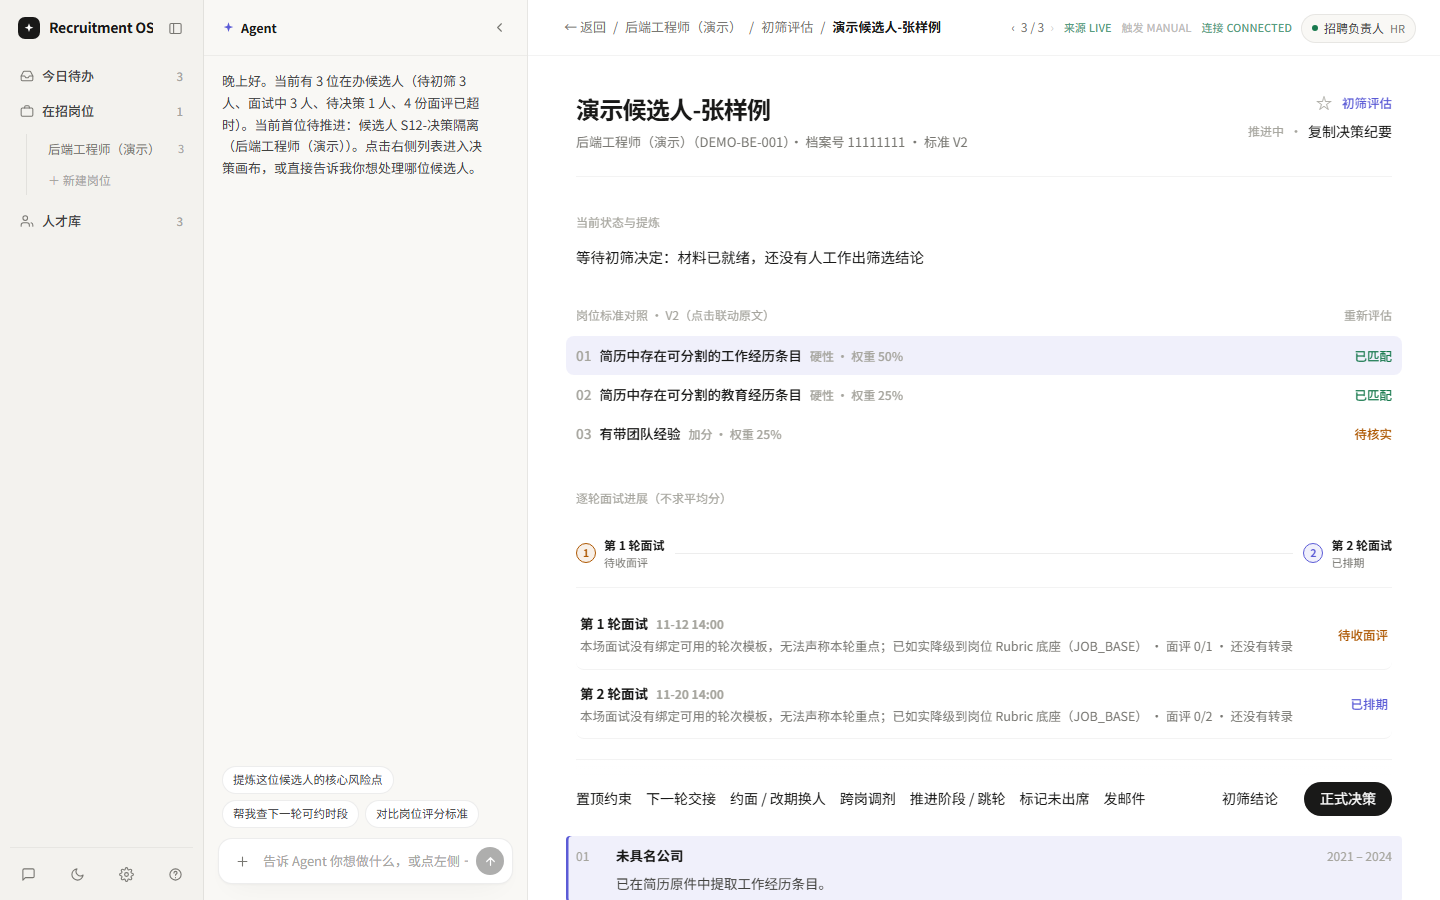 Recruitment OS
今日待办 3
在招岗位 1
后端工程师（演示） 3
+ 新建岗位
人才库 3
Agent
晚上好。当前有 3 位在办候选人（待初筛 3
人、面试中 3 人、待决策 1 人、4 份面评已超
时）。当前首位待推进：候选人 S12-决策隔离
（后端工程师（演示））。点击右侧列表进入决
策画布，或直接告诉我你想处理哪位候选人。
提炼这位候选人的核心风险点
帮我查下一轮可约时段
对比岗位评分标准
告诉 Agent 你想做什么，或点左侧 -
← 返回 / 后端工程师（演示） / 初筛评估 / 演示候选人-张样例
‹ 3 / 3 › 来源 LIVE 触发 MANUAL 连接 CONNECTED 招聘负责人 HR
演示候选人-张样例
后端工程师（演示）（DEMO-BE-001）· 档案号 11111111 · 标准 V2
☆ 初筛评估
推进中 · 复制决策纪要
当前状态与提炼
等待初筛决定：材料已就绪，还没有人工作出筛选结论
岗位标准对照 · V2（点击联动原文） 重新评估
01 简历中存在可分割的工作经历条目 硬性 · 权重 50% 已匹配
02 简历中存在可分割的教育经历条目 硬性 · 权重 25% 已匹配
03 有带团队经验 加分 · 权重 25% 待核实
逐轮面试进展（不求平均分）
1 第 1 轮面试 待收面评
2 第 2 轮面试 已排期
第 1 轮面试 11-12 14:00
本场面试没有绑定可用的轮次模板，无法声称本轮重点；已如实降级到岗位 Rubric 底座（JOB_BASE） · 面评 0/1 · 还没有转录
待收面评
第 2 轮面试 11-20 14:00
本场面试没有绑定可用的轮次模板，无法声称本轮重点；已如实降级到岗位 Rubric 底座（JOB_BASE） · 面评 0/2 · 还没有转录
已排期
置顶约束 下一轮交接 约面 / 改期换人 跨岗调剂 推进阶段 / 跳轮 标记未出席 发邮件 初筛结论 正式决策
01 未具名公司 2021 – 2024
已在简历原件中提取工作经历条目。